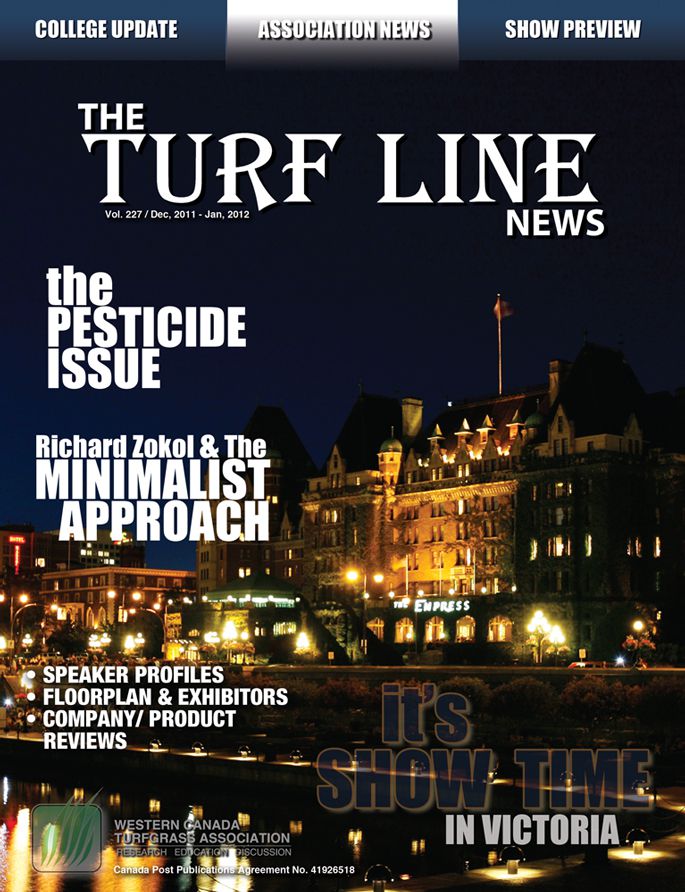 COLLEGE UPDATE
ASSOCIATION NEWS
SHOW PREVIEW
THE
TURF LINE
NEWS
Vol. 227 / Dec, 2011 - Jan, 2012
the
PESTICIDE
ISSUE
Richard Zokol & The
MINIMALIST
APPROACH
THE EMPRESS
• SPEAKER PROFILES
• FLOORPLAN & EXHIBITORS
• COMPANY/ PRODUCT
REVIEWS
it's
SHOW TIME
IN VICTORIA
WESTERN CANADA
TURFGRASS ASSOCIATION
RESEARCH EDUCATION DISCUSSION
Canada Post Publications Agreement No. 41926518